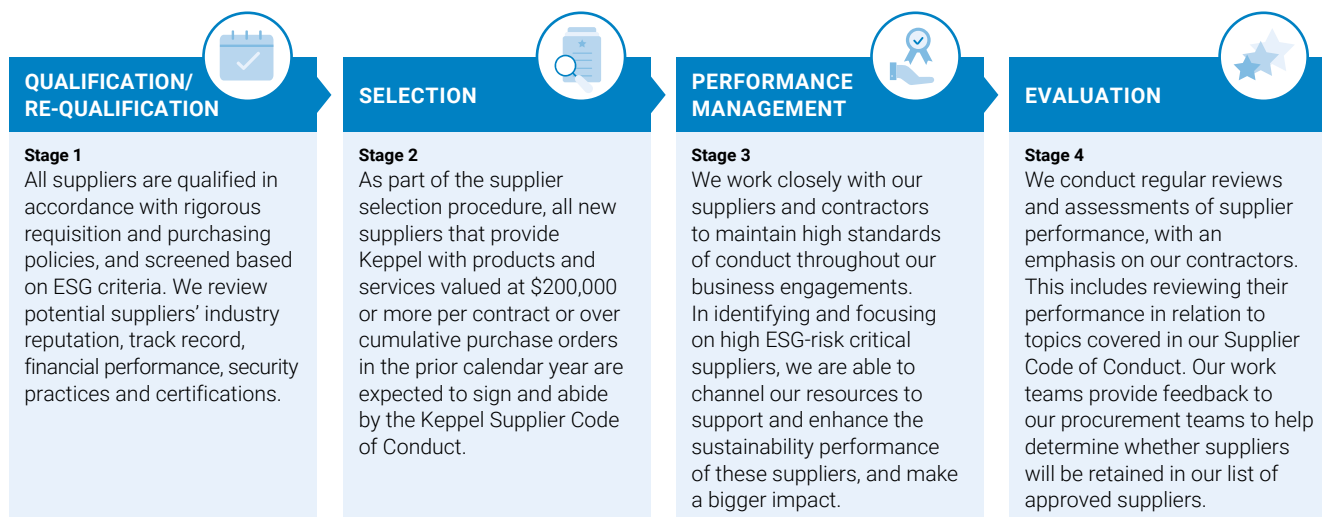 QUALIFICATION/
RE-QUALIFICATION
Stage 1
All suppliers are qualified in
accordance with rigorous
requisition and purchasing
policies, and screened based
on ESG criteria. We review
potential suppliers’ industry
reputation, track record,
financial performance, security
practices and certifications.
SELECTION
Stage 2
As part of the supplier
selection procedure, all new
suppliers that provide
Keppel with products and
services valued at $200,000
or more per contract or over
cumulative purchase orders
in the prior calendar year are
expected to sign and abide
by the Keppel Supplier Code
of Conduct.
PERFORMANCE
MANAGEMENT
Stage 3
We work closely with our
suppliers and contractors
to maintain high standards
of conduct throughout our
business engagements.
In identifying and focusing
on high ESG-risk critical
suppliers, we are able to
channel our resources to
support and enhance the
sustainability performance
of these suppliers, and make
a bigger impact.
EVALUATION
Stage 4
We conduct regular reviews
and assessments of supplier
performance, with an
emphasis on our contractors.
This includes reviewing their
performance in relation to
topics covered in our Supplier
Code of Conduct. Our work
teams provide feedback to
our procurement teams to help
determine whether suppliers
will be retained in our list of
approved suppliers.